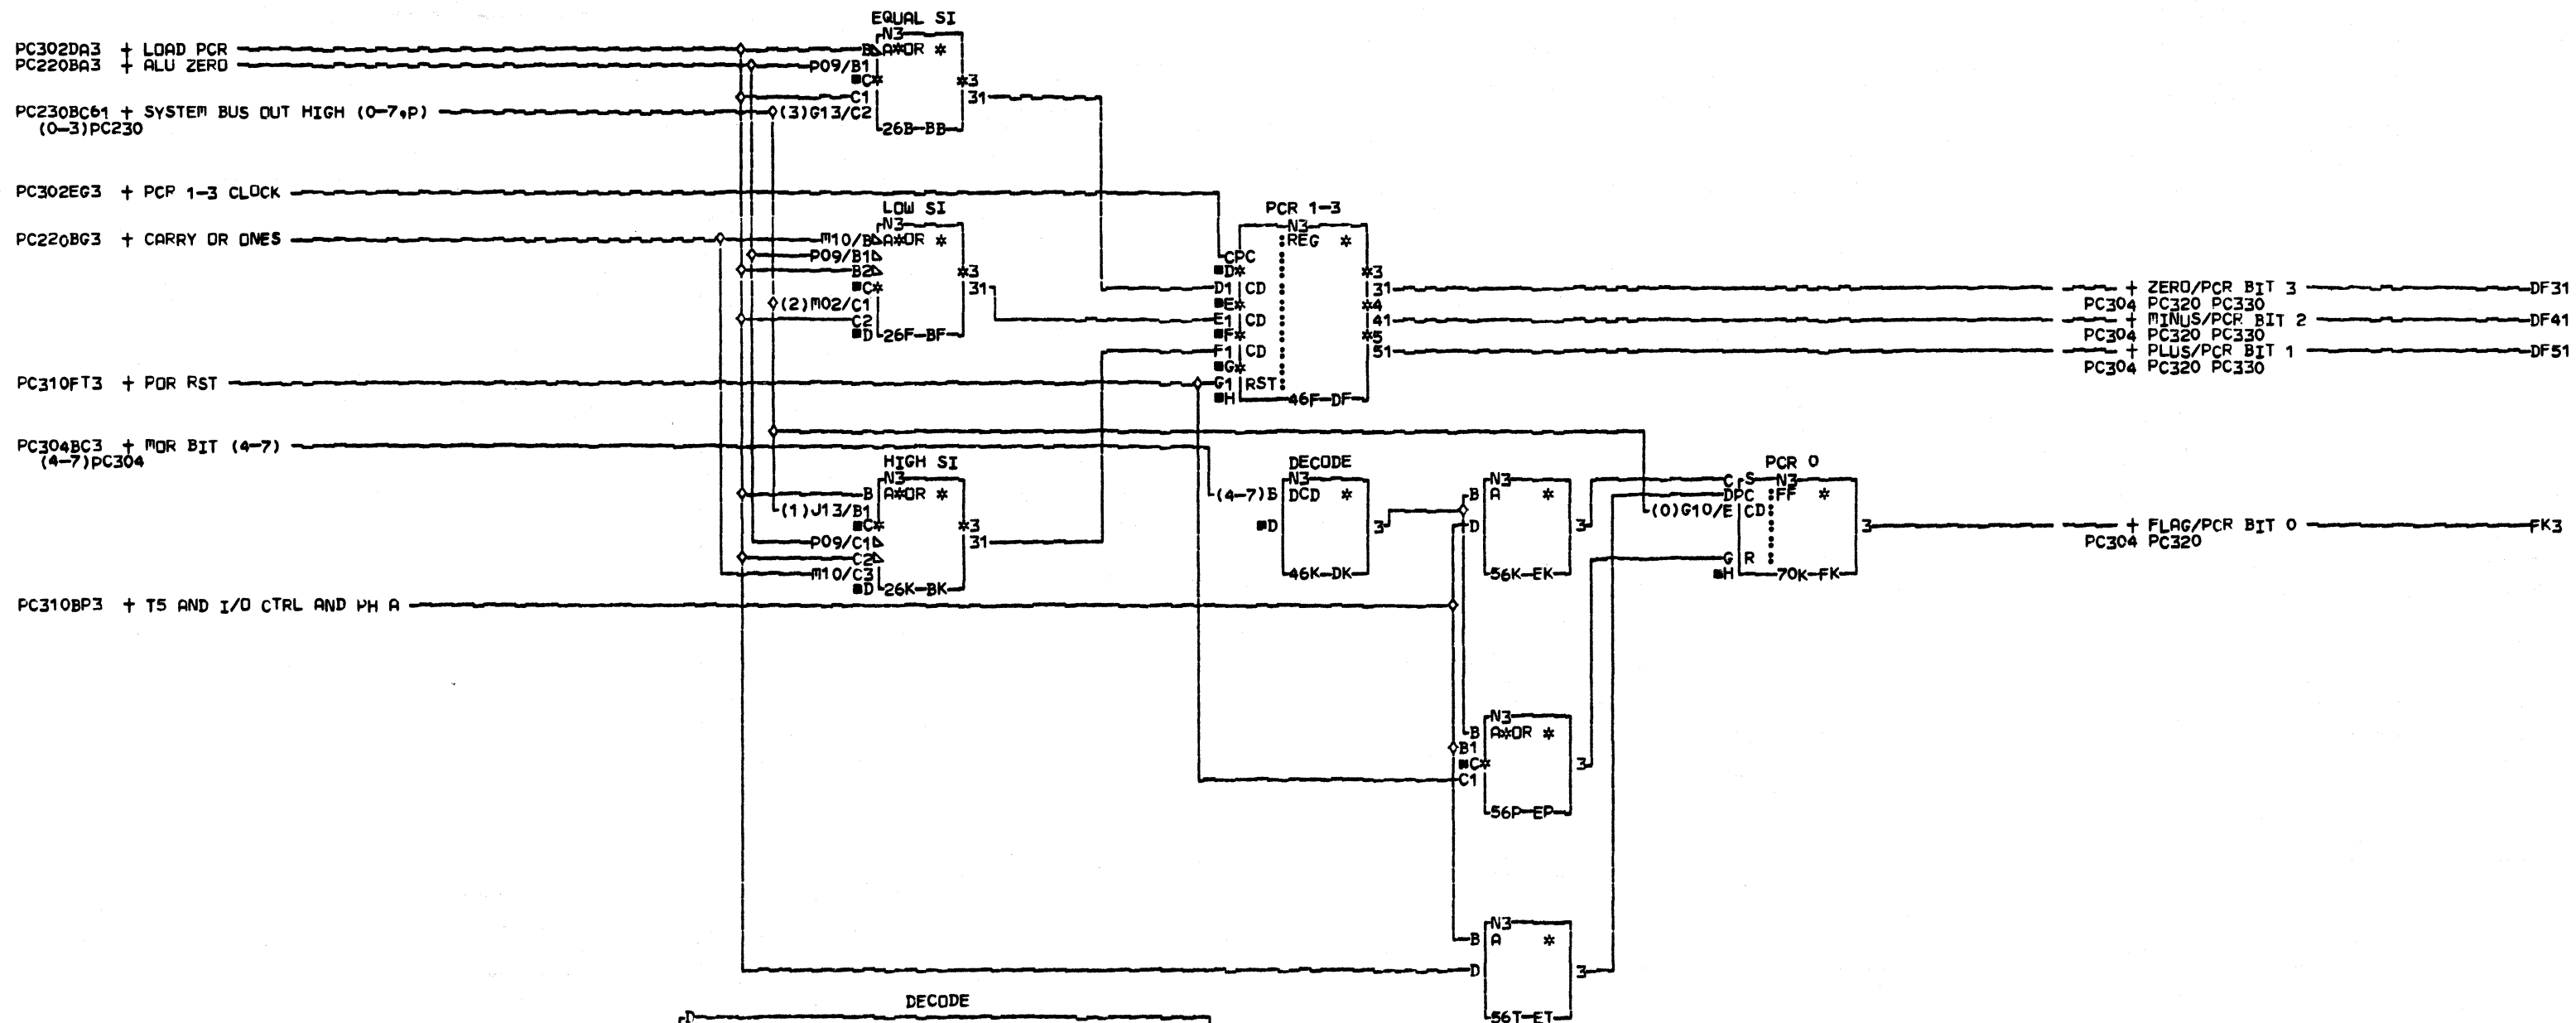 EQUAL SI
N3
PC302DA3 + LOAD PCR
B A*OR *
PC220BA3 + ALU ZERO
P09/B1
■C* *3
C1 31
PC230BC61 + SYSTEM BUS OUT HIGH (0-7,P)
(3)G13/C2
(0-3)PC230
26B-BB
PC302EG3 + PCP 1-3 CLOCK
LOW SI
PCR 1-3
N3
N3
PC220BG3 + CARRY OR ONES
M10/B A*OR *
REG *
P09/B1
CPC
B2 *3
■D* *3
■C* 31
D1 CD 31
+ ZERO/PCR BIT 3 DF31
PC304 PC320 PC330
(2)M02/C1
■E* *4
C2
E1 CD 41
+ MINUS/PCR BIT 2 DF41
PC304 PC320 PC330
■D 26F-BF
■F* *5
F1 CD 51
+ PLUS/PCR BIT 1 DF51
PC304 PC320 PC330
■G*
PC310FT3 + POR RST
G1 RST
■H 46F-DF
PC304BC3 + MOR BIT (4-7)
(4-7)PC304
HIGH SI
DECODE
PCR 0
N3
N3
N3
N3
B A*OR *
(4-7)B DCD *
B A *
C S
DPC FF *
(1)J13/B1
(0)G10/E CD
■C* *3
■D 3
D 3
3
+ FLAG/PCR BIT 0 FK3
PC304 PC320
P09/C1 31
C2
G R
M10/C3
46K-DK
56K-EK
■H 70K-FK
■D 26K-BK
PC310BP3 + T5 AND I/O CTRL AND PH A
N3
B A*OR *
B1
■C* 3
C1
56P-EP
N3
B A *
D 3
DECODE
D
56T-ET